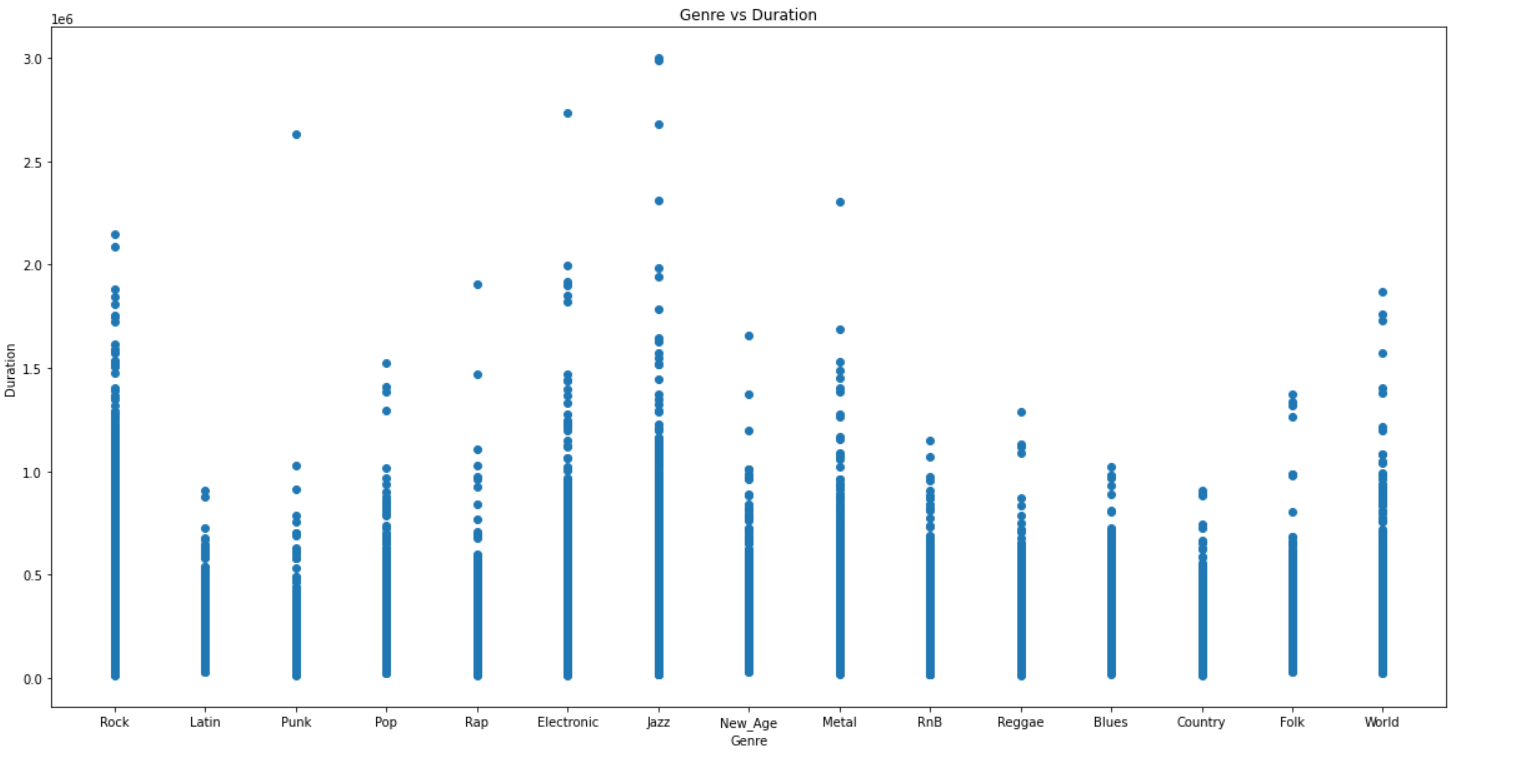 Genre vs Duration
1e6
3.0
2.5
2.0
1.5
1.0
0.5
0.0
Duration
Rock Latin Punk Pop Rap Electronic Jazz New_Age Metal RnB Reggae Blues Country Folk World
Genre